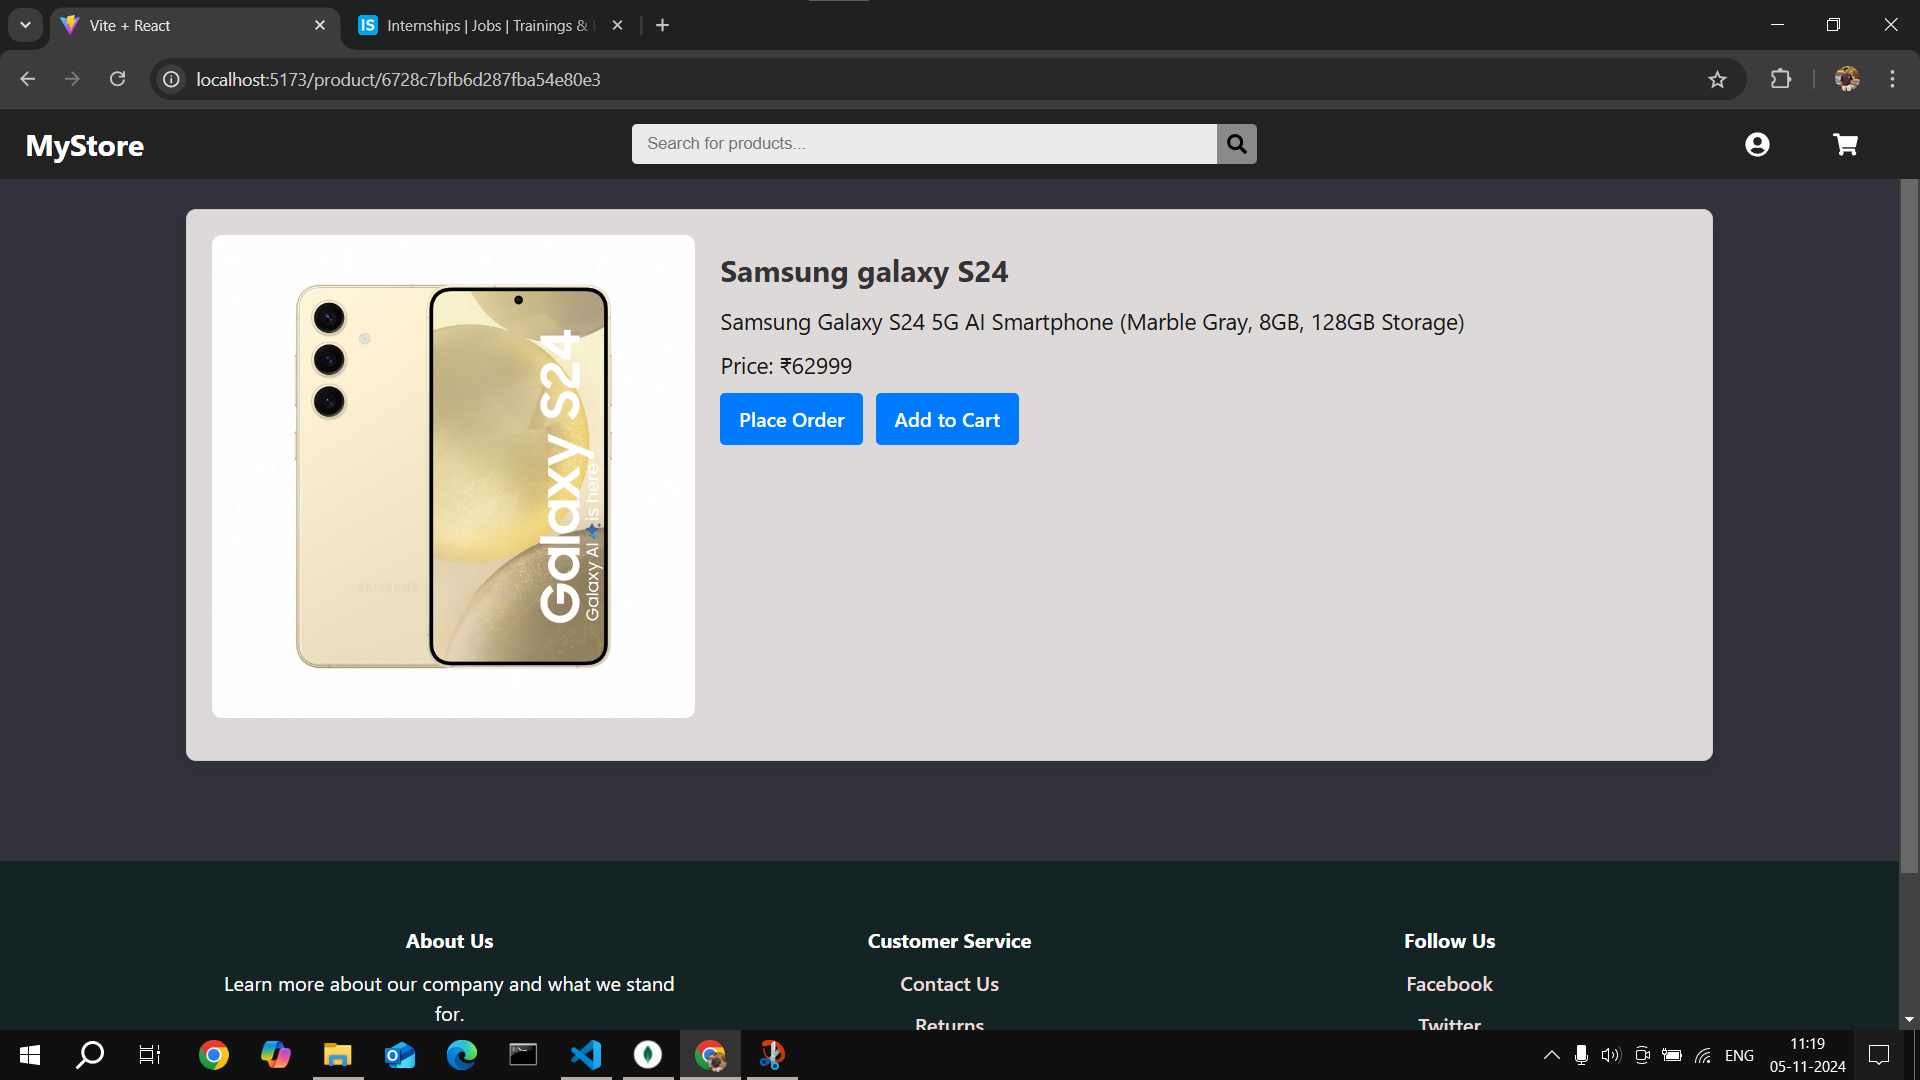 Vite + React
IS Internships | Jobs | Trainings &
localhost:5173/product/6728c7bfb6d287fba54e80e3
MyStore
Search for products...
SAMSUNG
Galaxy S24
Galaxy AI is here
Samsung galaxy S24
Samsung Galaxy S24 5G AI Smartphone (Marble Gray, 8GB, 128GB Storage)
Price: ₹62999
Place Order
Add to Cart
About Us
Learn more about our company and what we stand
for.
Customer Service
Contact Us
Returns
Follow Us
Facebook
Twitter
ENG
11:19
05-11-2024